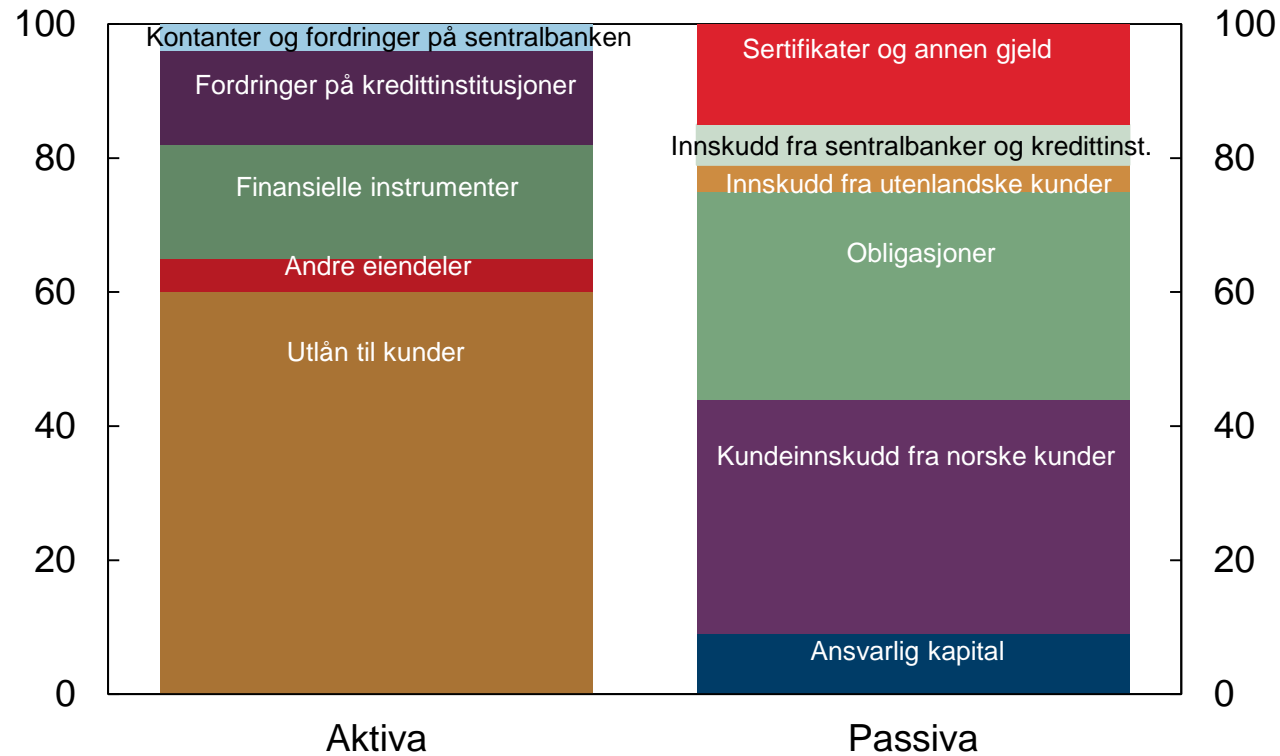 100
80
60
40
20
0
Kontanter og fordringer på sentralbanken
Fordringer på kredittinstitusjoner
Finansielle instrumenter
Andre eiendeler
Utlån til kunder
Sertifikater og annen gjeld
Innskudd fra sentralbanker og kredittinst.
Innskudd fra utenlandske kunder
Obligasjoner
Kundeinnskudd fra norske kunder
Ansvarlig kapital
100
80
60
40
20
0
Aktiva
Passiva